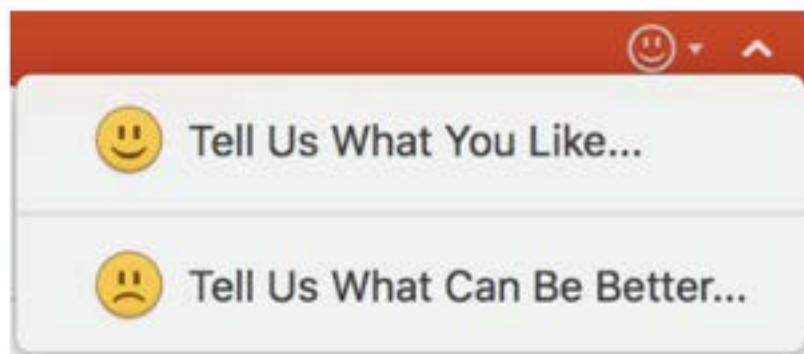 Tell Us What You Like...
Tell Us What Can Be Better...